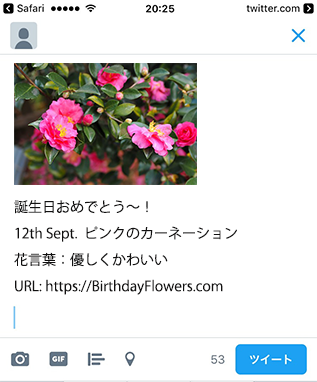 Safari 20:25 twitter.com
誕生日おめでとう〜！
12th Sept. ピンクのカーネーション
花言葉：優しくかわいい
URL: https://BirthdayFlowers.com
GIF 53 ツイート